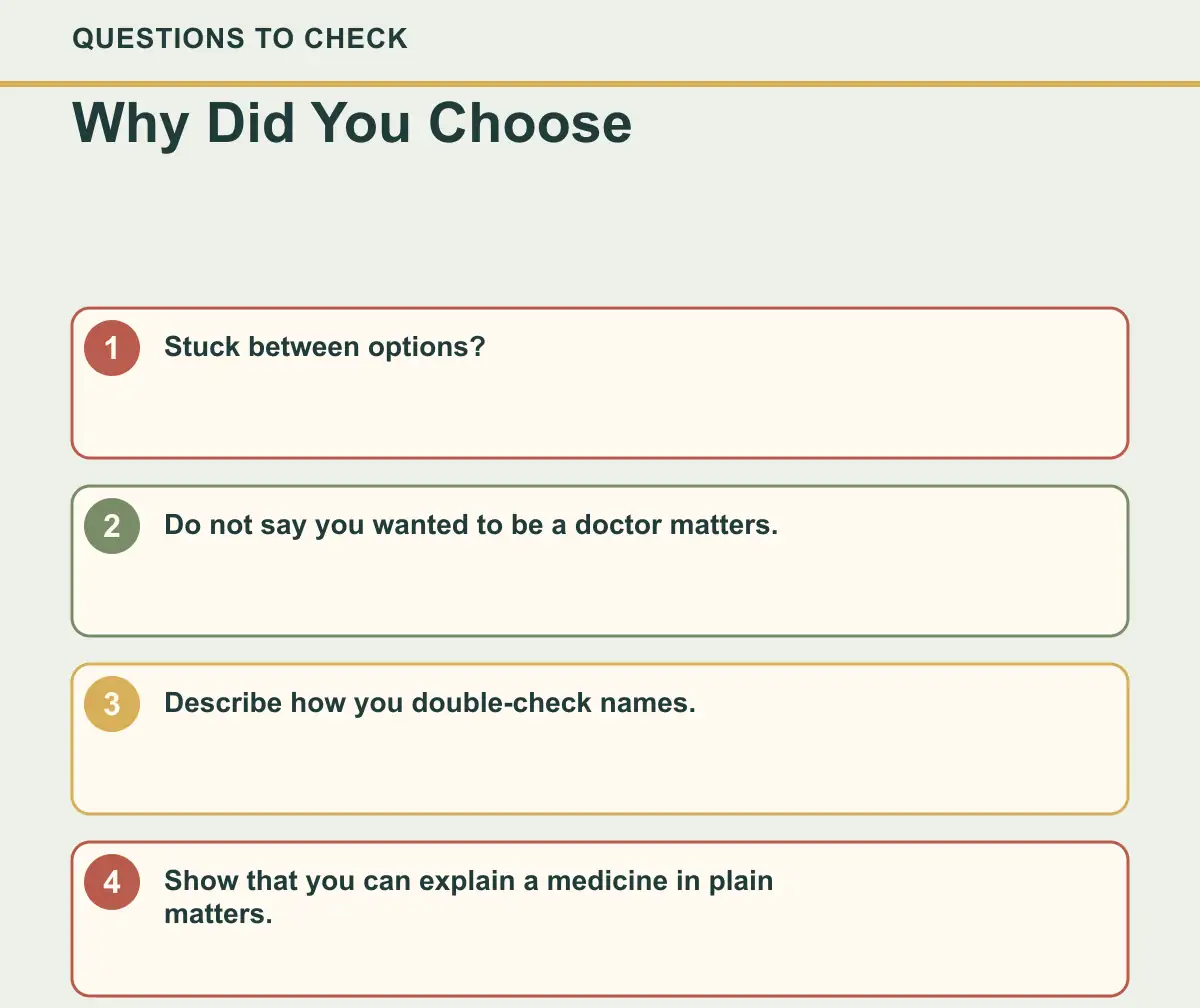 QUESTIONS TO CHECK
Why Did You Choose
1
Stuck between options?
2
Do not say you wanted to be a doctor matters.
3
Describe how you double-check names.
4
Show that you can explain a medicine in plain
matters.